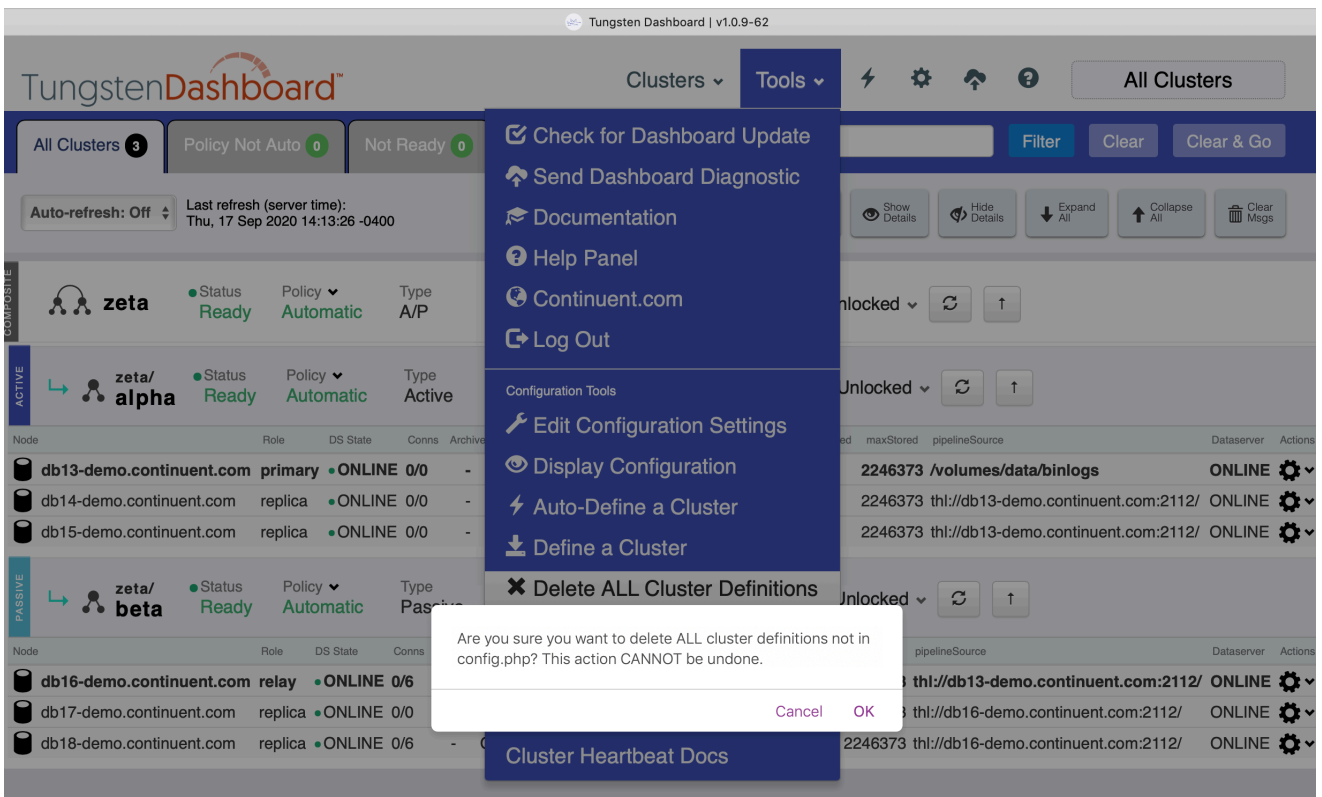 Tungsten Dashboard | v1.0.9-62
TungstenDashboard™
Clusters
Tools
All Clusters
All Clusters 3
Policy Not Auto 0
Not Ready 0
Filter
Clear
Clear & Go
Auto-refresh: Off
Last refresh (server time):
Thu, 17 Sep 2020 14:13:26 -0400
Show
Details
Hide
Details
Expand
All
Collapse
All
Clear
Msgs
Check for Dashboard Update
Send Dashboard Diagnostic
Documentation
Help Panel
Continuent.com
Log Out
Configuration Tools
Edit Configuration Settings
Display Configuration
Auto-Define a Cluster
Define a Cluster
Delete ALL Cluster Definitions
Cluster Heartbeat Docs
Are you sure you want to delete ALL cluster definitions not in
config.php? This action CANNOT be undone.
Cancel OK
COMPOSITE
zeta
Status
Ready
Policy
Automatic
Type
A/P
ACTIVE
zeta/
alpha
Status
Ready
Policy
Automatic
Type
Active
Unlocked
Node Role DS State Conns Archive maxStored pipelineSource Dataserver Actions
db13-demo.continuent.com primary ONLINE 0/0 - 2246373 /volumes/data/binlogs ONLINE
db14-demo.continuent.com replica ONLINE 0/0 - 2246373 thl://db13-demo.continuent.com:2112/ ONLINE
db15-demo.continuent.com replica ONLINE 0/0 - 2246373 thl://db13-demo.continuent.com:2112/ ONLINE
PASSIVE
zeta/
beta
Status
Ready
Policy
Automatic
Type
Passive
Node Role DS State Conns pipelineSource Dataserver Actions
db16-demo.continuent.com relay ONLINE 0/6 thl://db13-demo.continuent.com:2112/ ONLINE
db17-demo.continuent.com replica ONLINE 0/0 thl://db16-demo.continuent.com:2112/ ONLINE
db18-demo.continuent.com replica ONLINE 0/6 - 2246373 thl://db16-demo.continuent.com:2112/ ONLINE